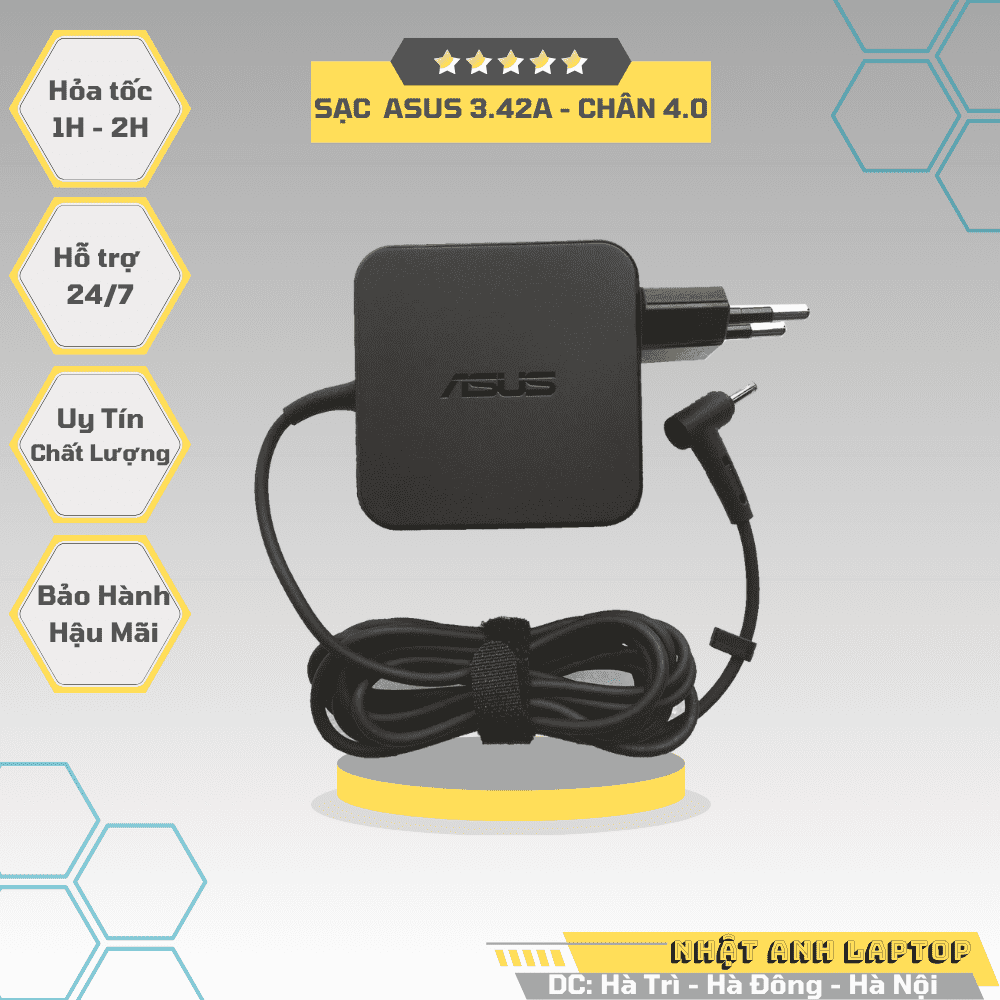 SẠC ASUS 3.42A - CHÂN 4.0
Hỏa tốc
1H - 2H
Hỗ trợ
24/7
Uy Tín
Chất Lượng
Bảo Hành
Hậu Mãi
ASUS
NHẬT ANH LAPTOP
DC: Hà Trì - Hà Đông - Hà Nội